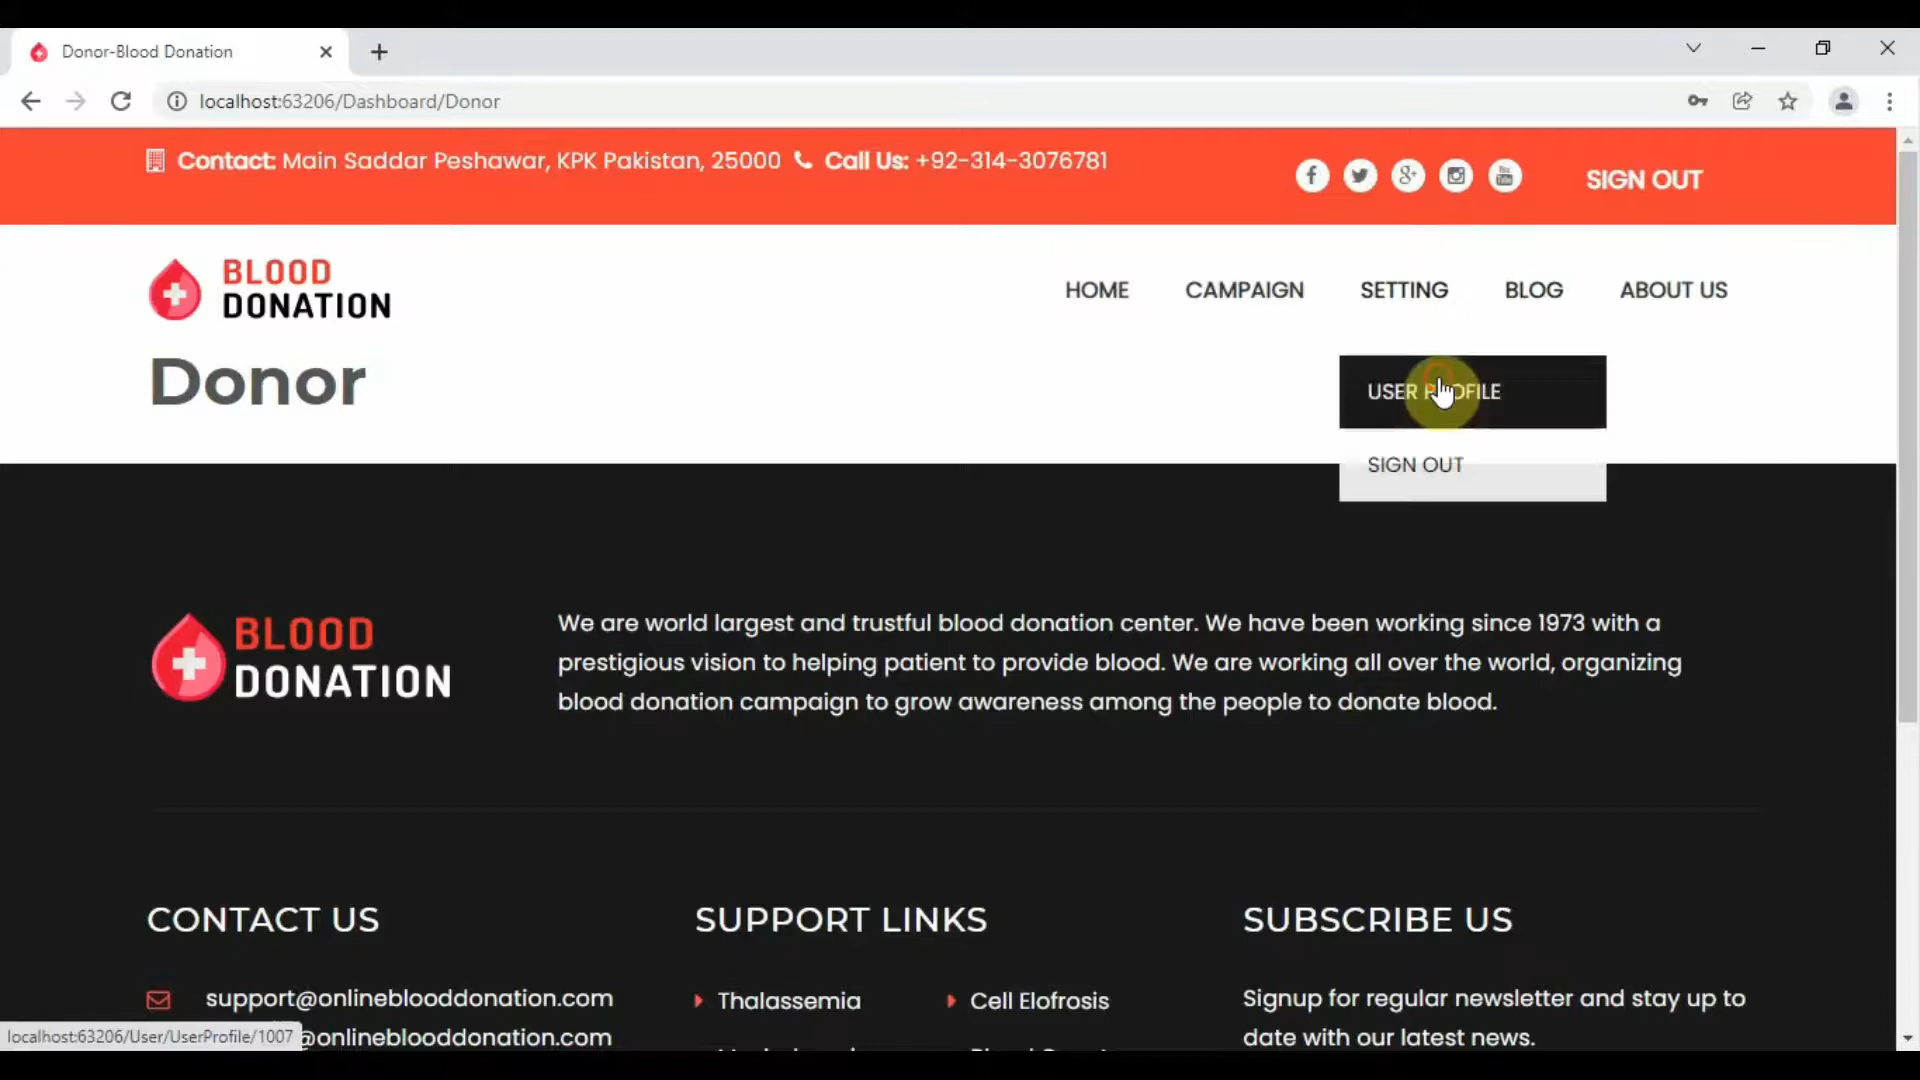 Donor-Blood Donation
localhost:63206/Dashboard/Donor
Contact: Main Saddar Peshawar, KPK Pakistan, 25000 Call Us: +92-314-3076781
SIGN OUT
BLOOD
DONATION
HOME CAMPAIGN SETTING BLOG ABOUT US
Donor
USER PROFILE
SIGN OUT
BLOOD
DONATION
We are world largest and trustful blood donation center. We have been working since 1973 with a
prestigious vision to helping patient to provide blood. We are working all over the world, organizing
blood donation campaign to grow awareness among the people to donate blood.
CONTACT US
support@onlineblooddonation.com
@onlineblooddonation.com
SUPPORT LINKS
Thalassemia
Cell Elofrosis
SUBSCRIBE US
Signup for regular newsletter and stay up to
date with our latest news.
localhost:63206/User/UserProfile/1007